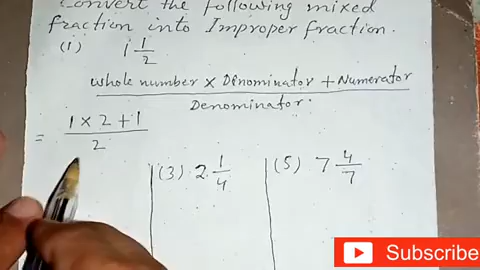 Convert the following mixed
fraction into Improper fraction.
(1) 1 1/2
Whole number × Denominator + Numerator
Denominator.
= 1 × 2 + 1
2
(3) 2 1/4
(5) 7 4/7
Subscribe